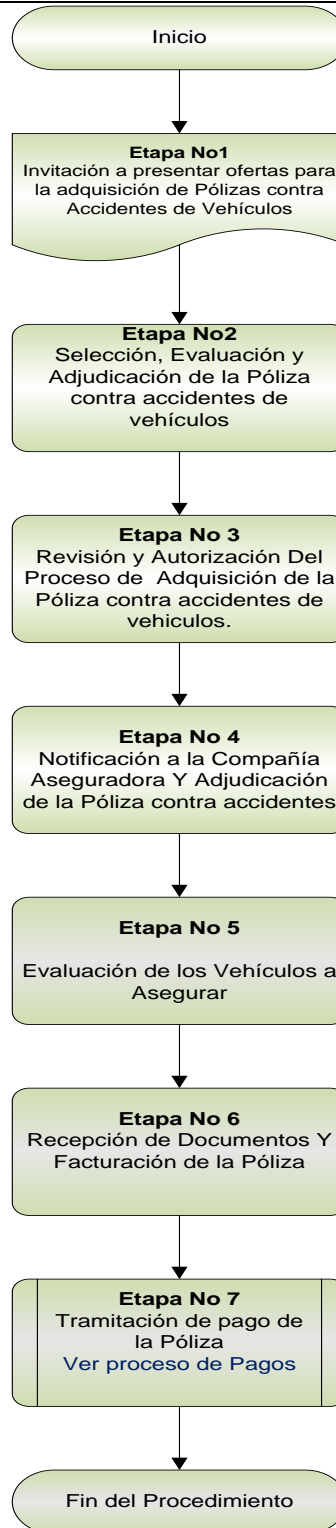 Inicio
Etapa No1
Invitación a presentar ofertas para
la adquisición de Pólizas contra
Accidentes de Vehículos
Etapa No2
Selección, Evaluación y
Adjudicación de la Póliza
contra accidentes de
vehículos
Etapa No 3
Revisión y Autorización Del
Proceso de Adquisición de la
Póliza contra accidentes de
vehiculos.
Etapa No 4
Notificación a la Compañía
Aseguradora Y Adjudicación
de la Póliza contra accidentes
Etapa No 5
Evaluación de los Vehículos a
Asegurar
Etapa No 6
Recepción de Documentos Y
Facturación de la Póliza
Etapa No 7
Tramitación de pago de
la Póliza
Ver proceso de Pagos
Fin del Procedimiento